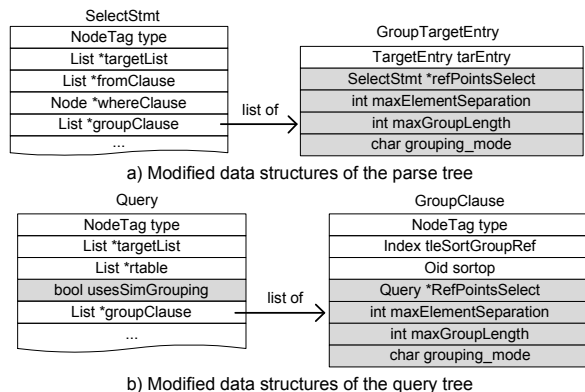 SelectStmt
NodeTag type
List *targetList
List *fromClause
Node *whereClause
List *groupClause
...
list of
GroupTargetEntry
TargetEntry tarEntry
SelectStmt *refPointsSelect
int maxElementSeparation
int maxGroupLength
char grouping_mode
a) Modified data structures of the parse tree
Query
NodeTag type
List *targetList
List *rtable
bool usesSimGrouping
List *groupClause
...
list of
GroupClause
NodeTag type
Index tleSortGroupRef
Oid sortop
Query *RefPointsSelect
int maxElementSeparation
int maxGroupLength
char grouping_mode
b) Modified data structures of the query tree